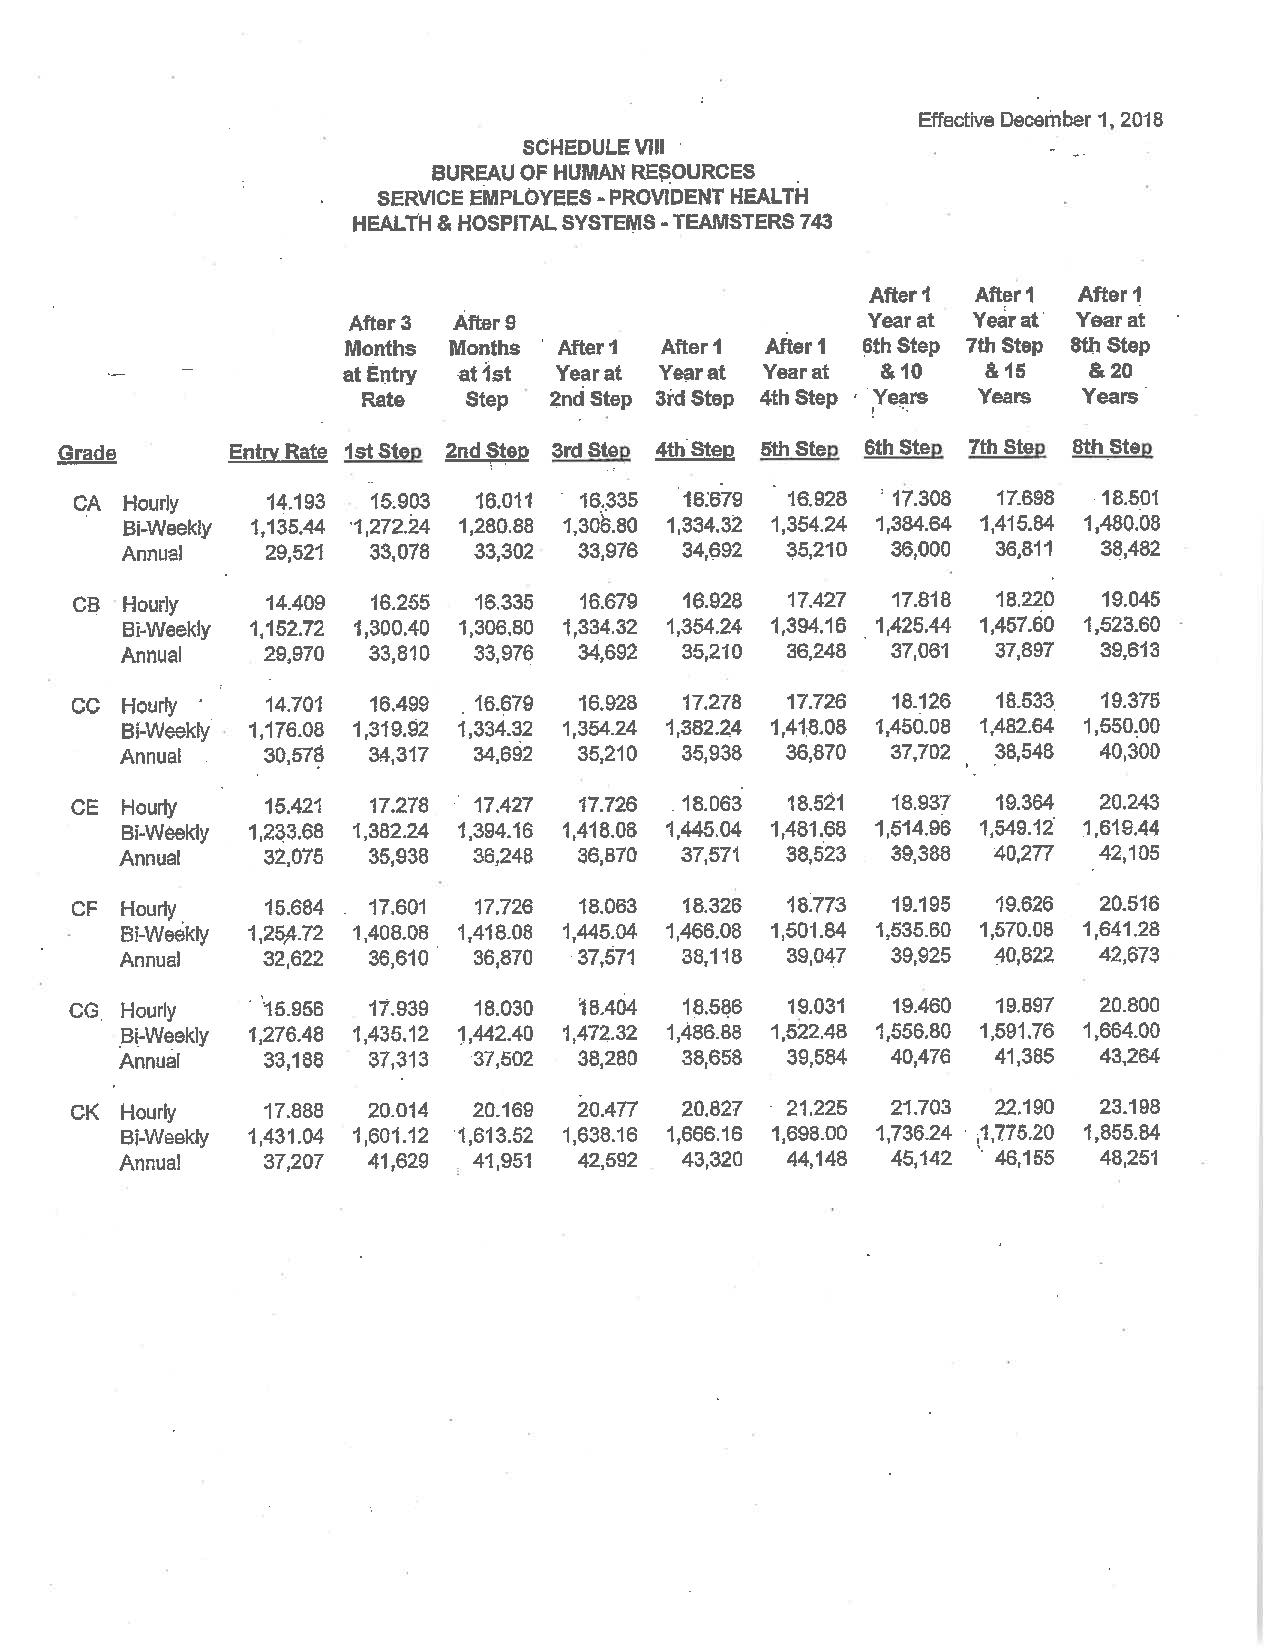 Effective December 1, 2018
SCHEDULE VIII
BUREAU OF HUMAN RESOURCES
SERVICE EMPLOYEES - PROVIDENT HEALTH
HEALTH & HOSPITAL SYSTEMS - TEAMSTERS 743
After 1 After 1 After 1
After 3 After 9 Year at Year at Year at
Months Months After 1 After 1 After 1 6th Step 7th Step 8th Step
at Entry at 1st Year at Year at Year at & 10 & 15 & 20
Rate Step 2nd Step 3rd Step 4th Step Years Years Years
Grade Entry Rate 1st Step 2nd Step 3rd Step 4th Step 5th Step 6th Step 7th Step 8th Step
CA Hourly 14.193 15.903 16.011 16.335 16.679 16.928 17.308 17.698 18.501
Bi-Weekly 1,135.44 1,272.24 1,280.88 1,306.80 1,334.32 1,354.24 1,384.64 1,415.84 1,480.08
Annual 29,521 33,078 33,302 33,976 34,692 35,210 36,000 36,811 38,482
CB Hourly 14.409 16.255 16.335 16.679 16.928 17.427 17.818 18.220 19.045
Bi-Weekly 1,152.72 1,300.40 1,306.80 1,334.32 1,354.24 1,394.16 1,425.44 1,457.60 1,523.60
Annual 29,970 33,810 33,976 34,692 35,210 36,248 37,061 37,897 39,613
CC Hourly 14.701 16.499 16.679 16.928 17.278 17.726 18.126 18.533 19.375
Bi-Weekly 1,176.08 1,319.92 1,334.32 1,354.24 1,382.24 1,418.08 1,450.08 1,482.64 1,550.00
Annual 30,578 34,317 34,692 35,210 35,938 36,870 37,702 38,548 40,300
CE Hourly 15.421 17.278 17.427 17.726 18.063 18.521 18.937 19.364 20.243
Bi-Weekly 1,233.68 1,382.24 1,394.16 1,418.08 1,445.04 1,481.68 1,514.96 1,549.12 1,619.44
Annual 32,075 35,938 36,248 36,870 37,571 38,523 39,388 40,277 42,105
CF Hourly 15.684 17.601 17.726 18.063 18.326 18.773 19.195 19.626 20.516
Bi-Weekly 1,254.72 1,408.08 1,418.08 1,445.04 1,466.08 1,501.84 1,535.60 1,570.08 1,641.28
Annual 32,622 36,610 36,870 37,571 38,118 39,047 39,925 40,822 42,673
CG Hourly 15.956 17.939 18.030 18.404 18.586 19.031 19.460 19.897 20.800
Bi-Weekly 1,276.48 1,435.12 1,442.40 1,472.32 1,486.88 1,522.48 1,556.80 1,591.76 1,664.00
Annual 33,188 37,313 37,502 38,280 38,658 39,584 40,476 41,385 43,264
CK Hourly 17.888 20.014 20.169 20.477 20.827 21.225 21.703 22.190 23.198
Bi-Weekly 1,431.04 1,601.12 1,613.52 1,638.16 1,666.16 1,698.00 1,736.24 1,775.20 1,855.84
Annual 37,207 41,629 41,951 42,592 43,320 44,148 45,142 46,155 48,251